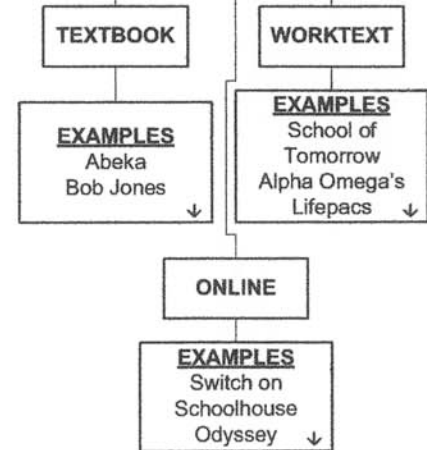 TEXTBOOK
EXAMPLES
Abeka
Bob Jones
WORKTEXT
EXAMPLES
School of
Tomorrow
Alpha Omega's
Lifepacs
ONLINE
EXAMPLES
Switch on
Schoolhouse
Odyssey